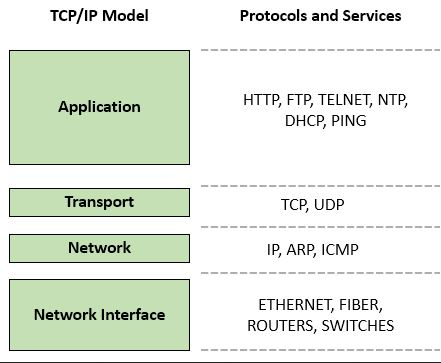 TCP/IP Model
Protocols and Services
Application
HTTP, FTP, TELNET, NTP,
DHCP, PING
Transport
TCP, UDP
Network
IP, ARP, ICMP
Network Interface
ETHERNET, FIBER,
ROUTERS, SWITCHES